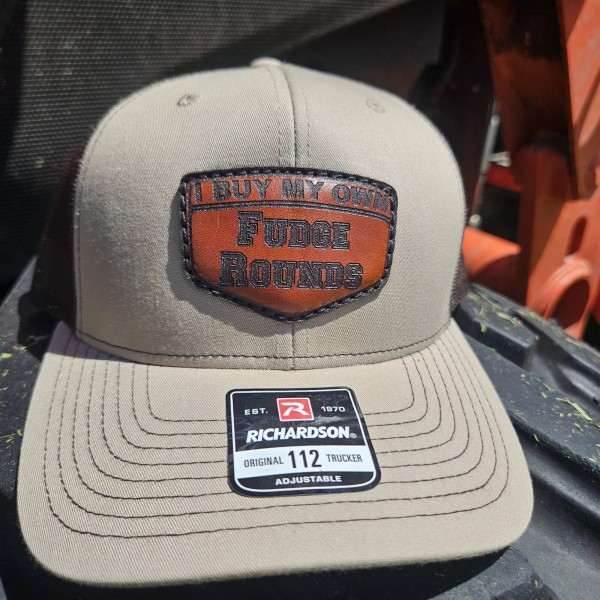 I BUY MY OWN
FUDGE
ROUNDS
EST. R 1970
RICHARDSON®
ORIGINAL 112 TRUCKER
ADJUSTABLE